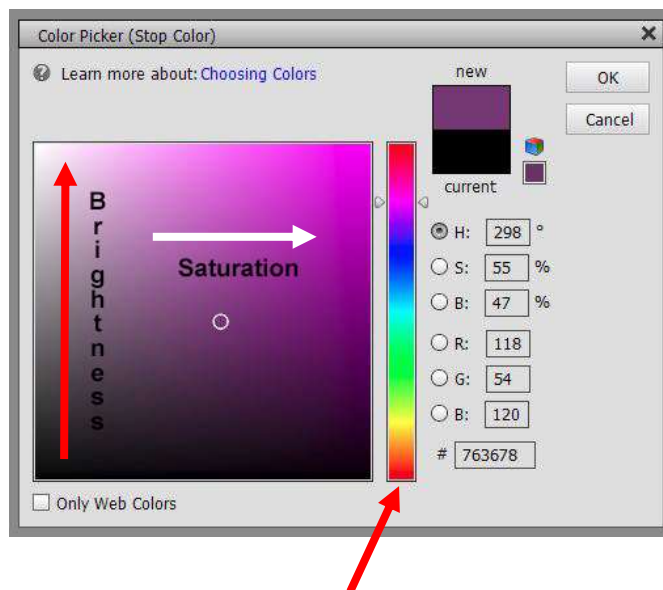 Color Picker (Stop Color)
Learn more about: Choosing Colors
new
OK
Cancel
current
Brightness
Saturation
H: 298 °
S: 55 %
B: 47 %
R: 118
G: 54
B: 120
# 763678
Only Web Colors